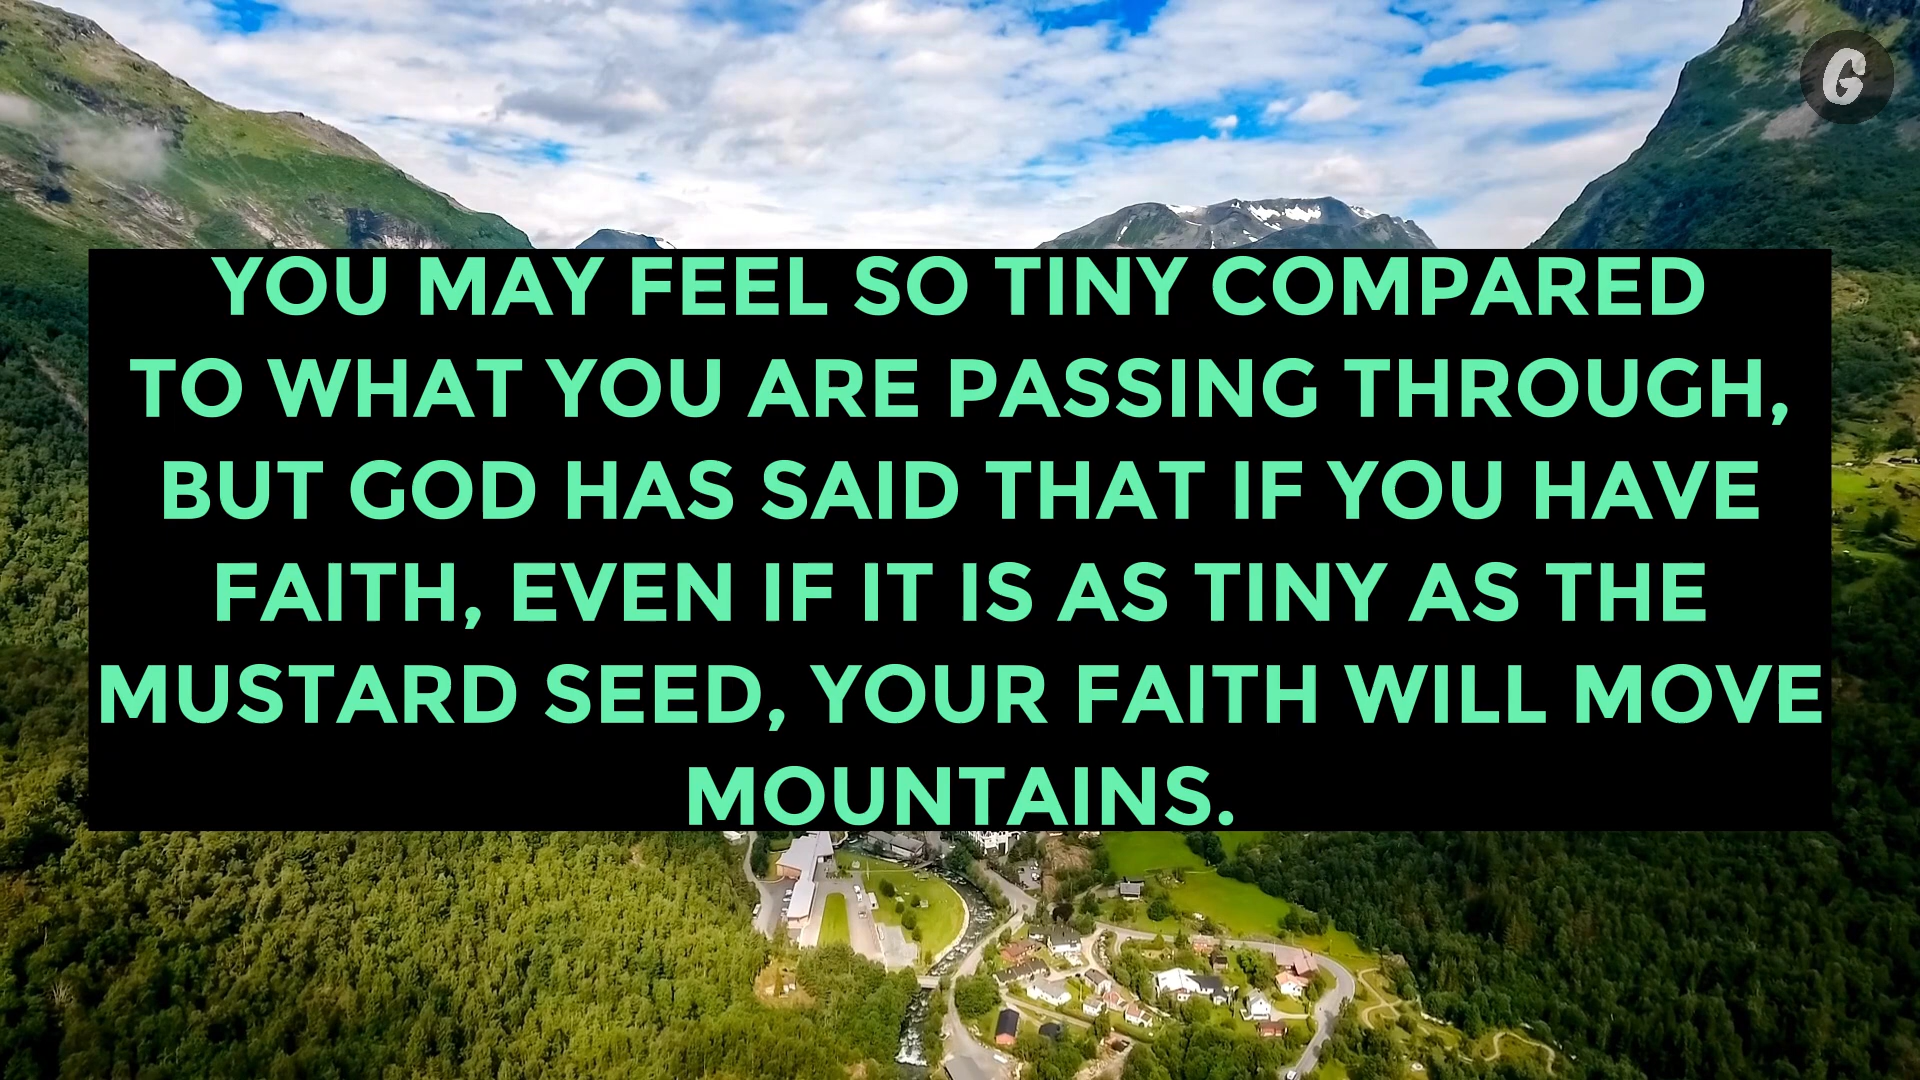 G
YOU MAY FEEL SO TINY COMPARED
TO WHAT YOU ARE PASSING THROUGH,
BUT GOD HAS SAID THAT IF YOU HAVE
FAITH, EVEN IF IT IS AS TINY AS THE
MUSTARD SEED, YOUR FAITH WILL MOVE
MOUNTAINS.